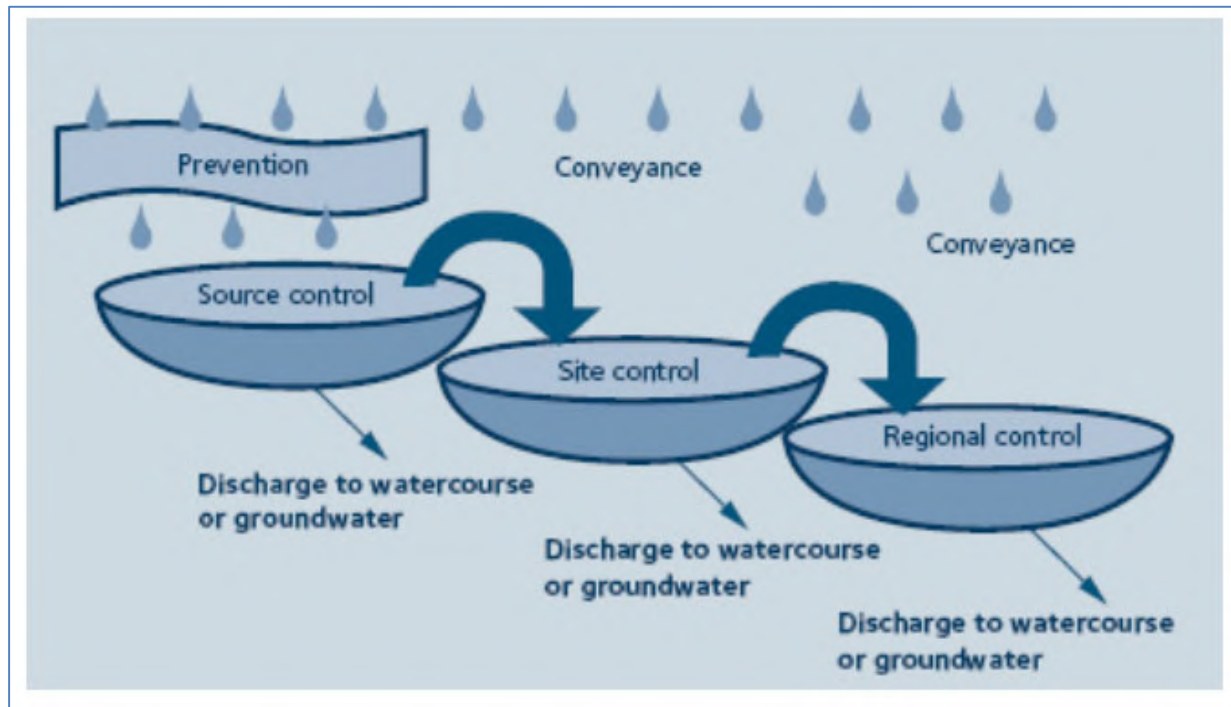 Prevention
Conveyance
Conveyance
Source control
Site control
Regional control
Discharge to watercourse
or groundwater
Discharge to watercourse
or groundwater
Discharge to watercourse
or groundwater